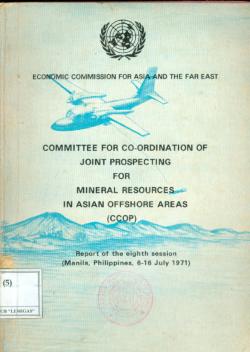 ECONOMIC COMMISSION FOR ASIA AND THE FAR EAST
COMMITTEE FOR CO-ORDINATION OF
JOINT PROSPECTING
FOR
MINERAL RESOURCES
IN ASIAN OFFSHORE AREAS
(CCOP)
Report of the eighth session
(Manila, Philippines, 6-16 July 1971)
(5)
"LEMIGAS"